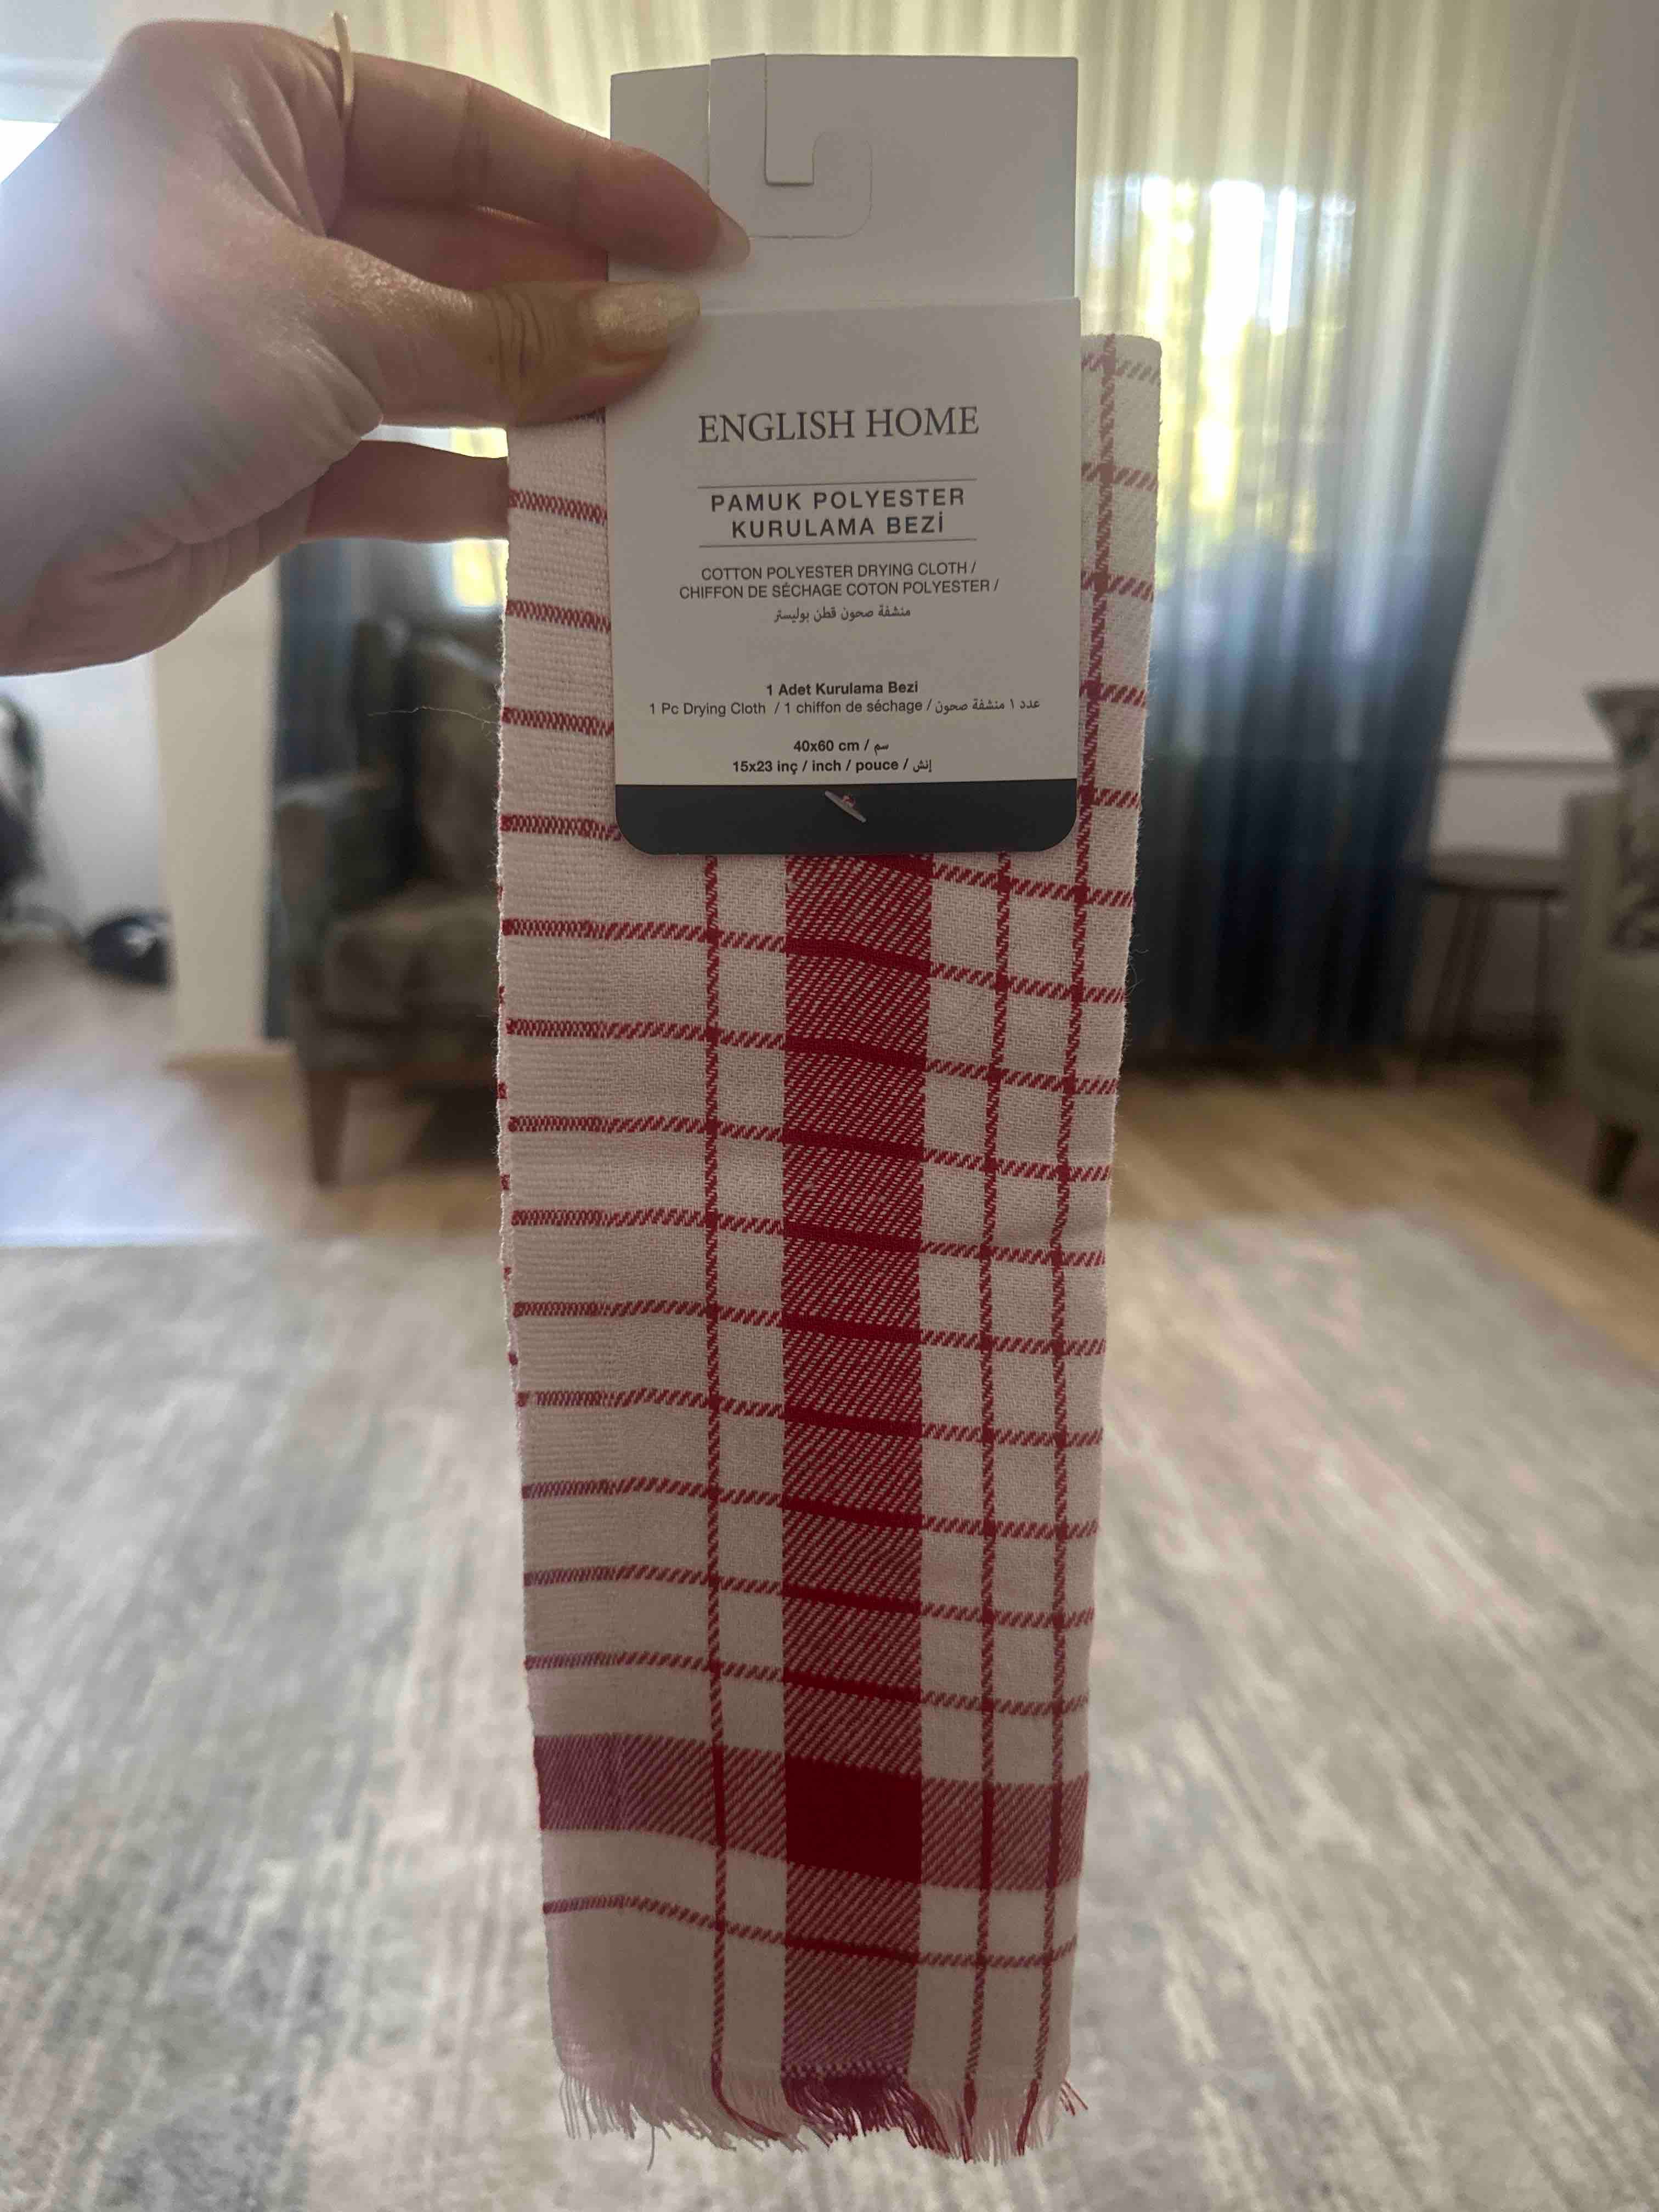 ENGLISH HOME
PAMUK POLYESTER
KURULAMA BEZİ
COTTON POLYESTER DRYING CLOTH /
CHIFFON DE SÉCHAGE COTON POLYESTER /
منشفة صحون قطن بوليستر
1 Adet Kurulama Bezi
1 Pc Drying Cloth / 1 chiffon de séchage / عدد ١ منشفة صحون
40x60 cm / سم
15x23 inç / inch / pouce / إنش